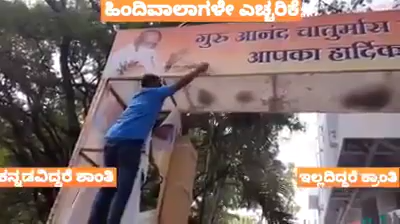 ಹಿಂದಿವಾಲಾಗಳೇ ಎಚ್ಚರಿಕೆ
गुरु आनंद चातुर्मास
आपका हार्दिक
ಕನ್ನಡವಿದ್ದರೆ ಶಾಂತಿ
ಇಲ್ಲದಿದ್ದರೆ ಕ್ರಾಂತಿ